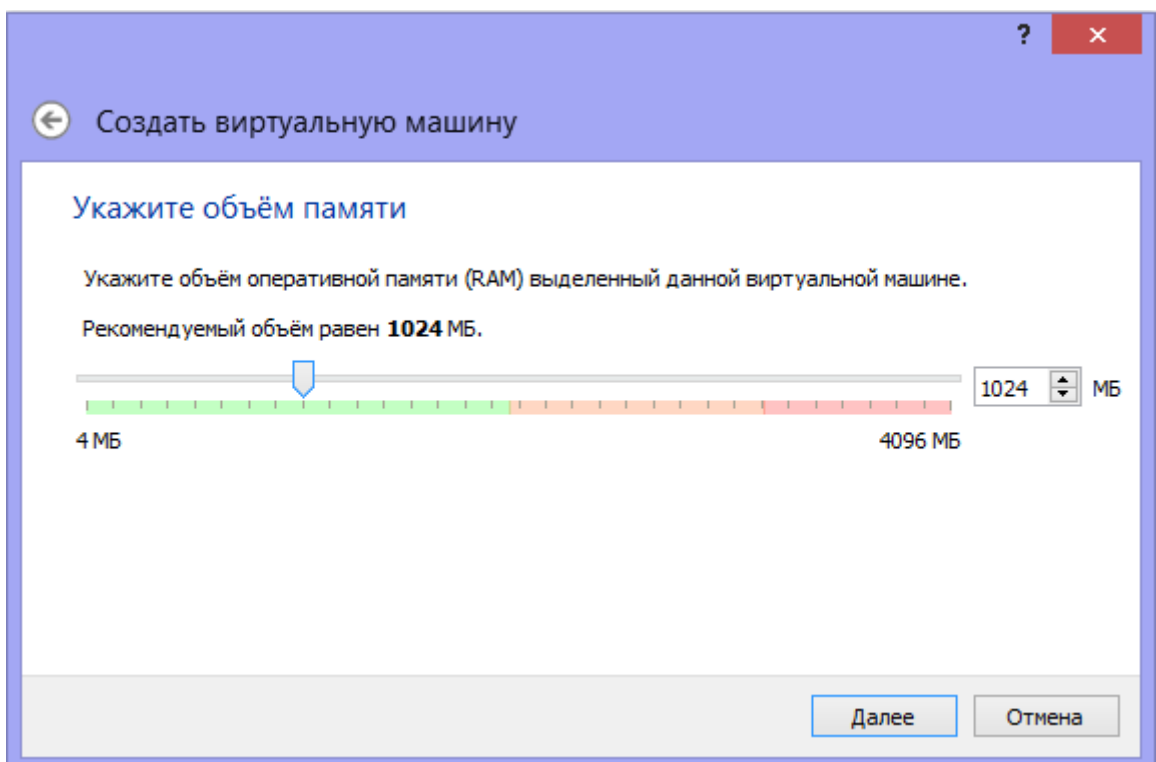 ?
Создать виртуальную машину
Укажите объём памяти
Укажите объём оперативной памяти (RAM) выделенный данной виртуальной машине.
Рекомендуемый объём равен 1024 МБ.
1024 МБ
4 МБ 4096 МБ
Далее Отмена